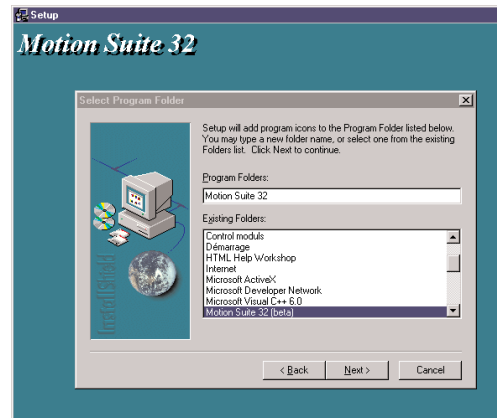 Setup
Motion Suite 32
Select Program Folder
Setup will add program icons to the Program Folder listed below.
You may type a new folder name, or select one from the existing
Folders list.  Click Next to continue.
Program Folders:
Motion Suite 32
Existing Folders:
Control moduls
Démarrage
HTML Help Workshop
Internet
Microsoft ActiveX
Microsoft Developer Network
Microsoft Visual C++ 6.0
Motion Suite 32 (beta)
InstallShield
< Back
Next >
Cancel